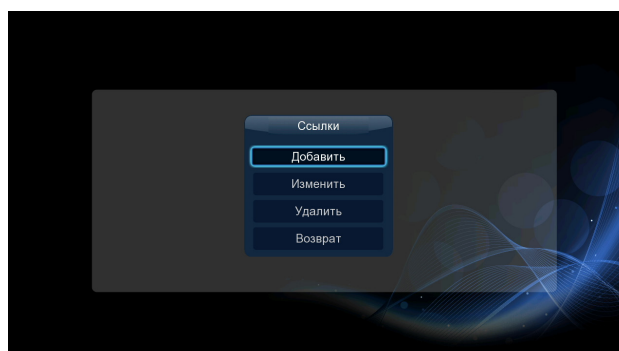 Ссылки
Добавить
Изменить
Удалить
Возврат